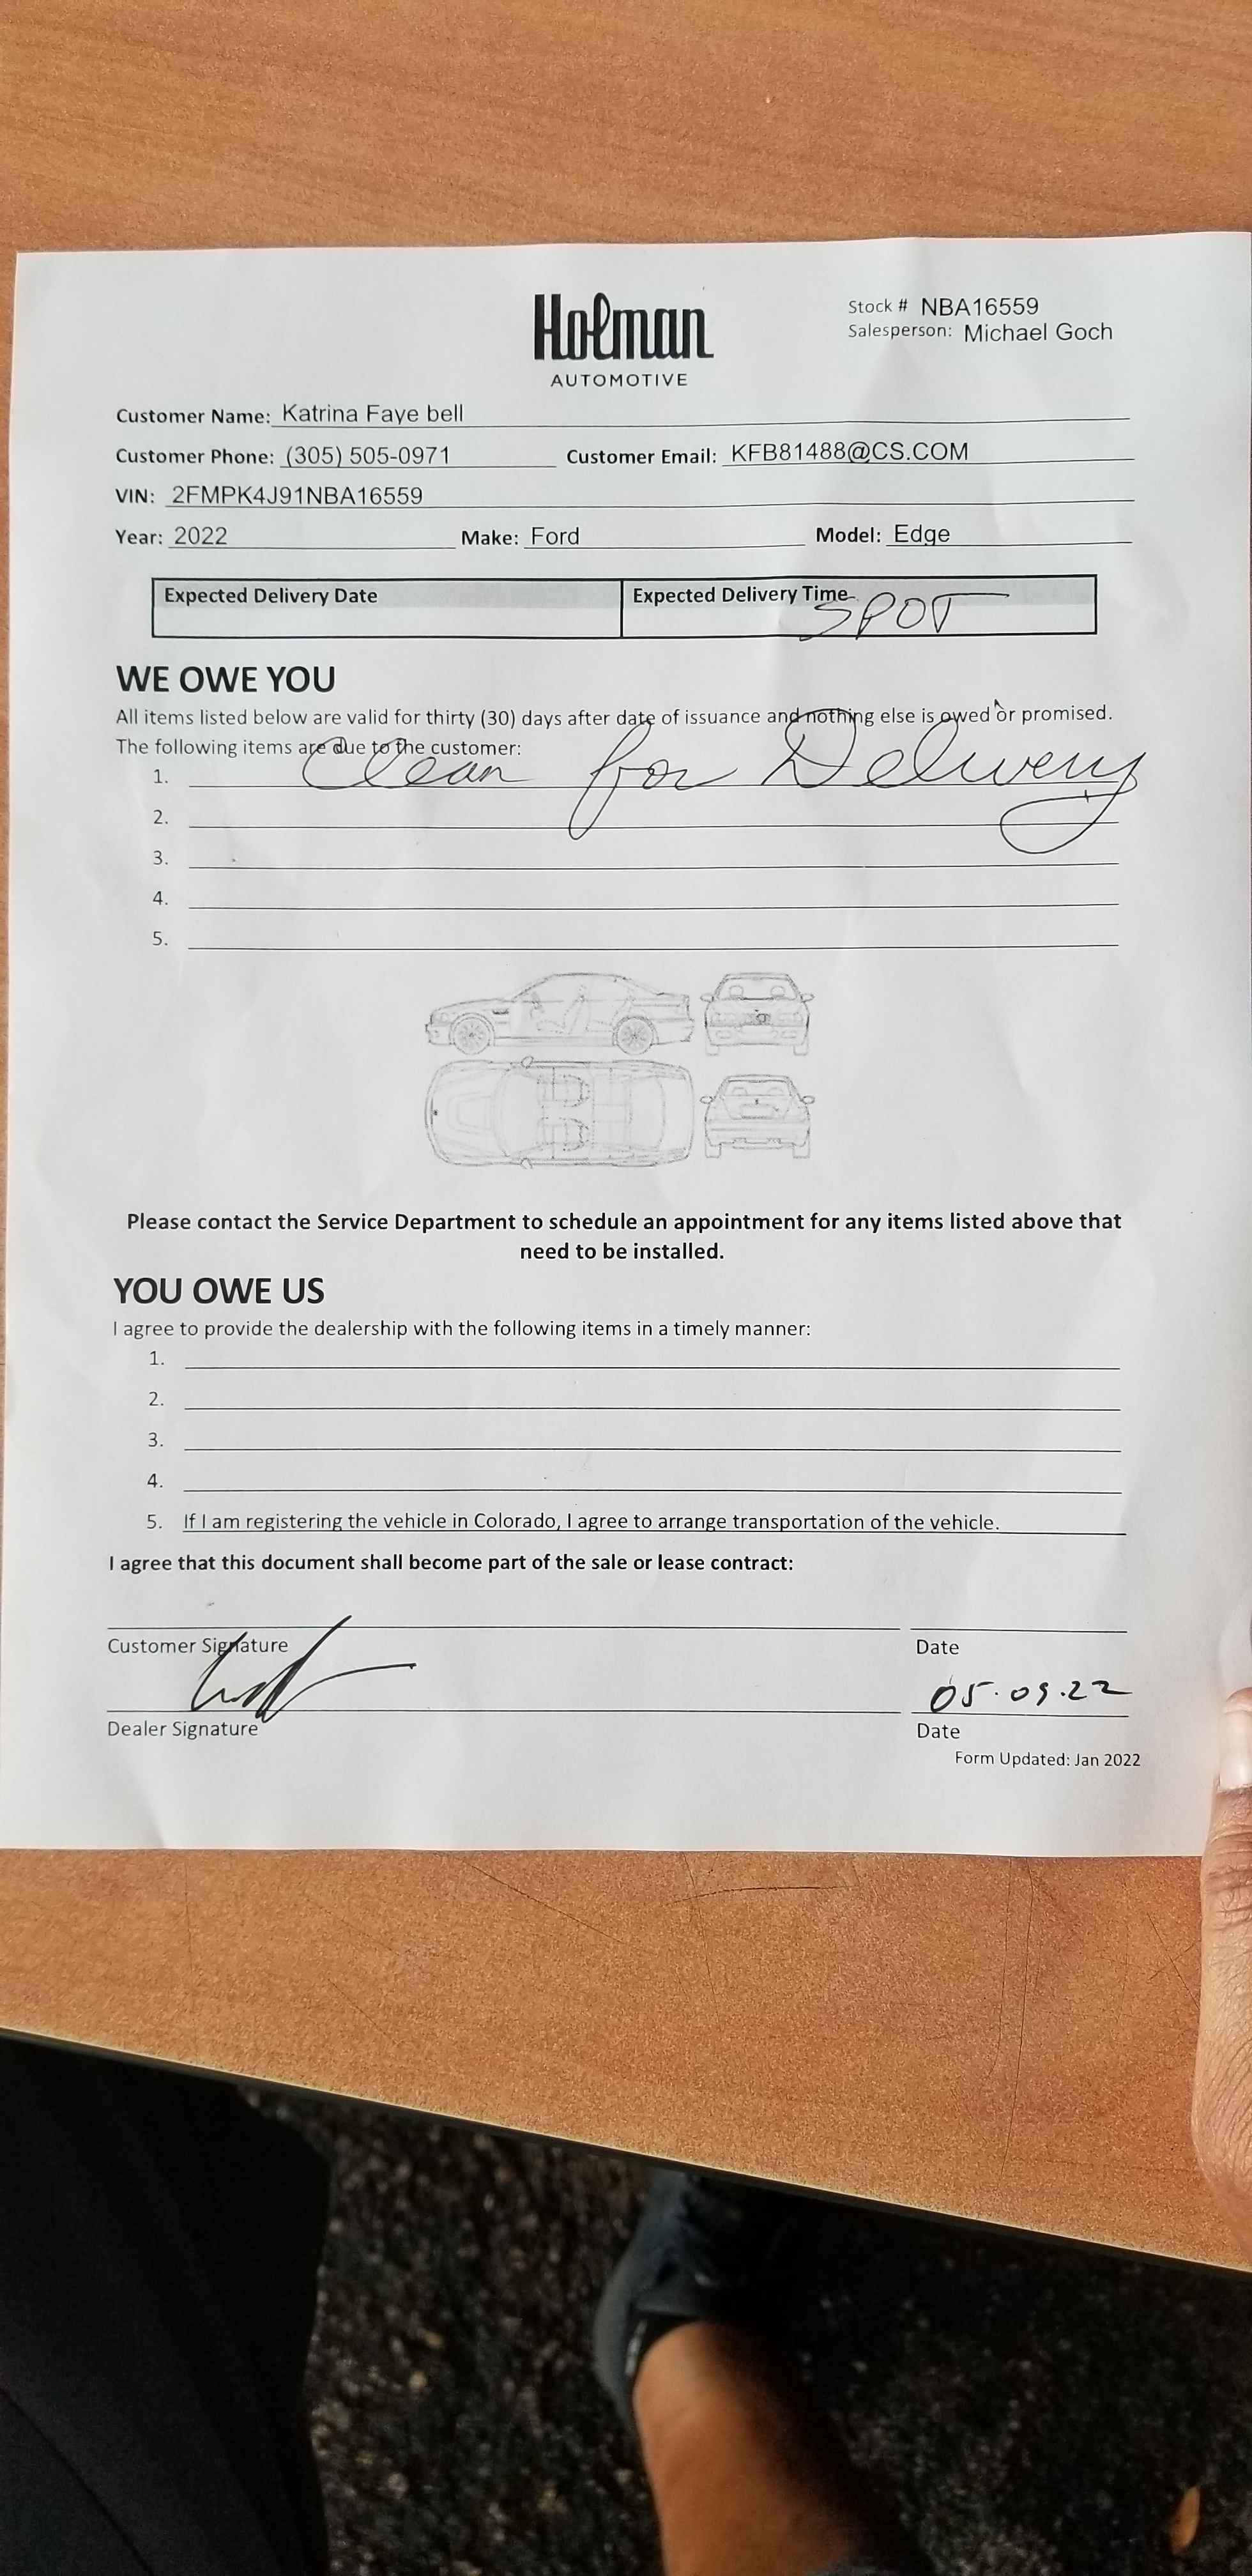 Holman
AUTOMOTIVE
Stock # NBA16559
Salesperson: Michael Goch
Customer Name: Katrina Faye bell
Customer Phone: (305) 505-0971 Customer Email: KFB81488@CS.COM
VIN: 2FMPK4J91NBA16559
Year: 2022 Make: Ford Model: Edge
Expected Delivery Date Expected Delivery Time
SPOT
WE OWE YOU
All items listed below are valid for thirty (30) days after date of issuance and nothing else is owed or promised.
The following items are due to the customer:
1. Clean for Delivery
2.
3.
4.
5.
Please contact the Service Department to schedule an appointment for any items listed above that
need to be installed.
YOU OWE US
I agree to provide the dealership with the following items in a timely manner:
1.
2.
3.
4.
5. If I am registering the vehicle in Colorado, I agree to arrange transportation of the vehicle.
I agree that this document shall become part of the sale or lease contract:
Customer Signature Date
05.09.22
Dealer Signature Date
Form Updated: Jan 2022